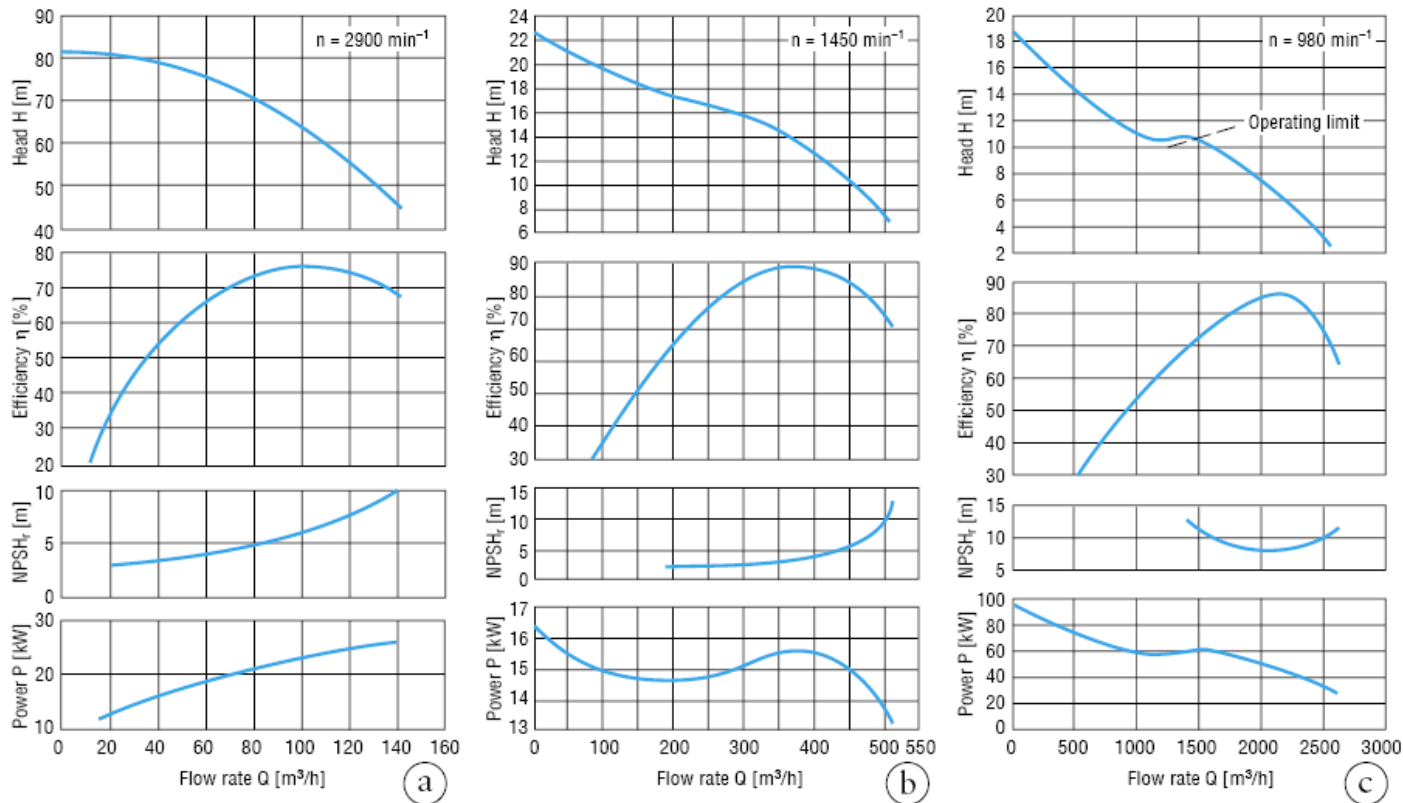 90
80
70
60
50
40
Head H [m]
n = 2900 min⁻¹
80
70
60
50
40
30
20
Efficiency η [%]
10
5
0
NPSHr [m]
30
20
10
Power P [kW]
0 20 40 60 80 100 120 140 160
Flow rate Q [m³/h]
a
24
22
20
18
16
14
12
10
8
6
Head H [m]
n = 1450 min⁻¹
90
80
70
60
50
40
30
Efficiency η [%]
15
10
5
0
NPSHr [m]
17
16
15
14
13
Power P [kW]
0 100 200 300 400 500 550
Flow rate Q [m³/h]
b
20
18
16
14
12
10
8
6
4
2
Head H [m]
n = 980 min⁻¹
Operating limit
90
80
70
60
50
40
30
Efficiency η [%]
15
10
5
NPSHr [m]
100
80
60
40
20
0
Power P [kW]
0 500 1000 1500 2000 2500 3000
Flow rate Q [m³/h]
c